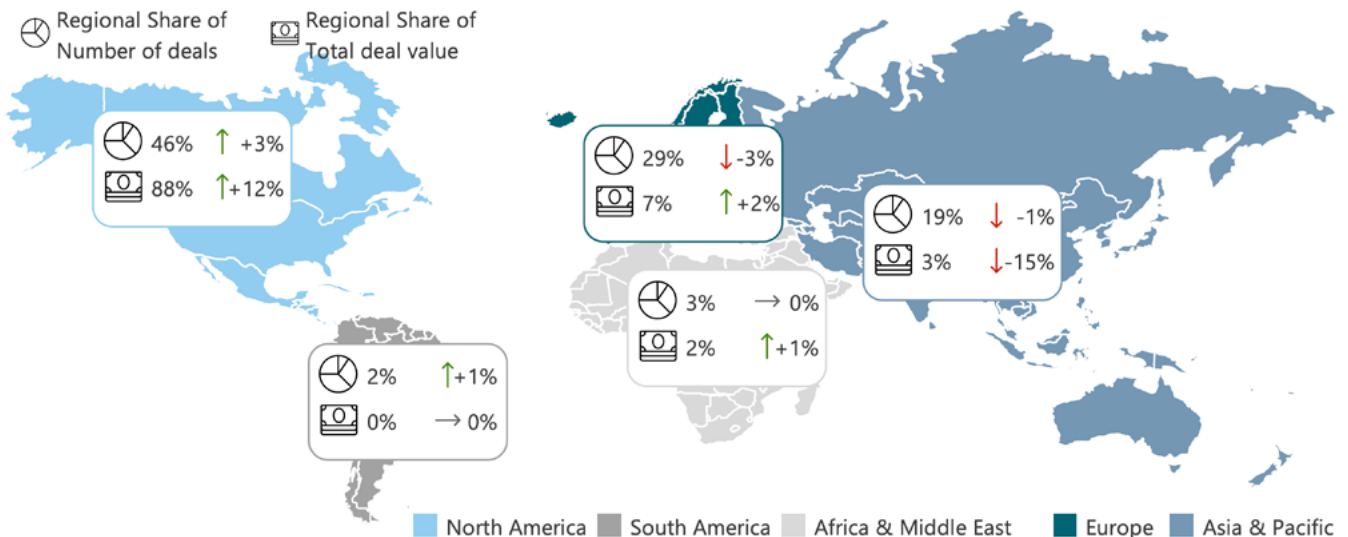 Regional Share of
Number of deals
Regional Share of
Total deal value
46% ↑ +3%
88% ↑ +12%
29% ↓ -3%
7% ↑ +2%
19% ↓ -1%
3% ↓ -15%
3% → 0%
2% ↑ +1%
2% ↑ +1%
0% → 0%
North America South America Africa & Middle East Europe Asia & Pacific